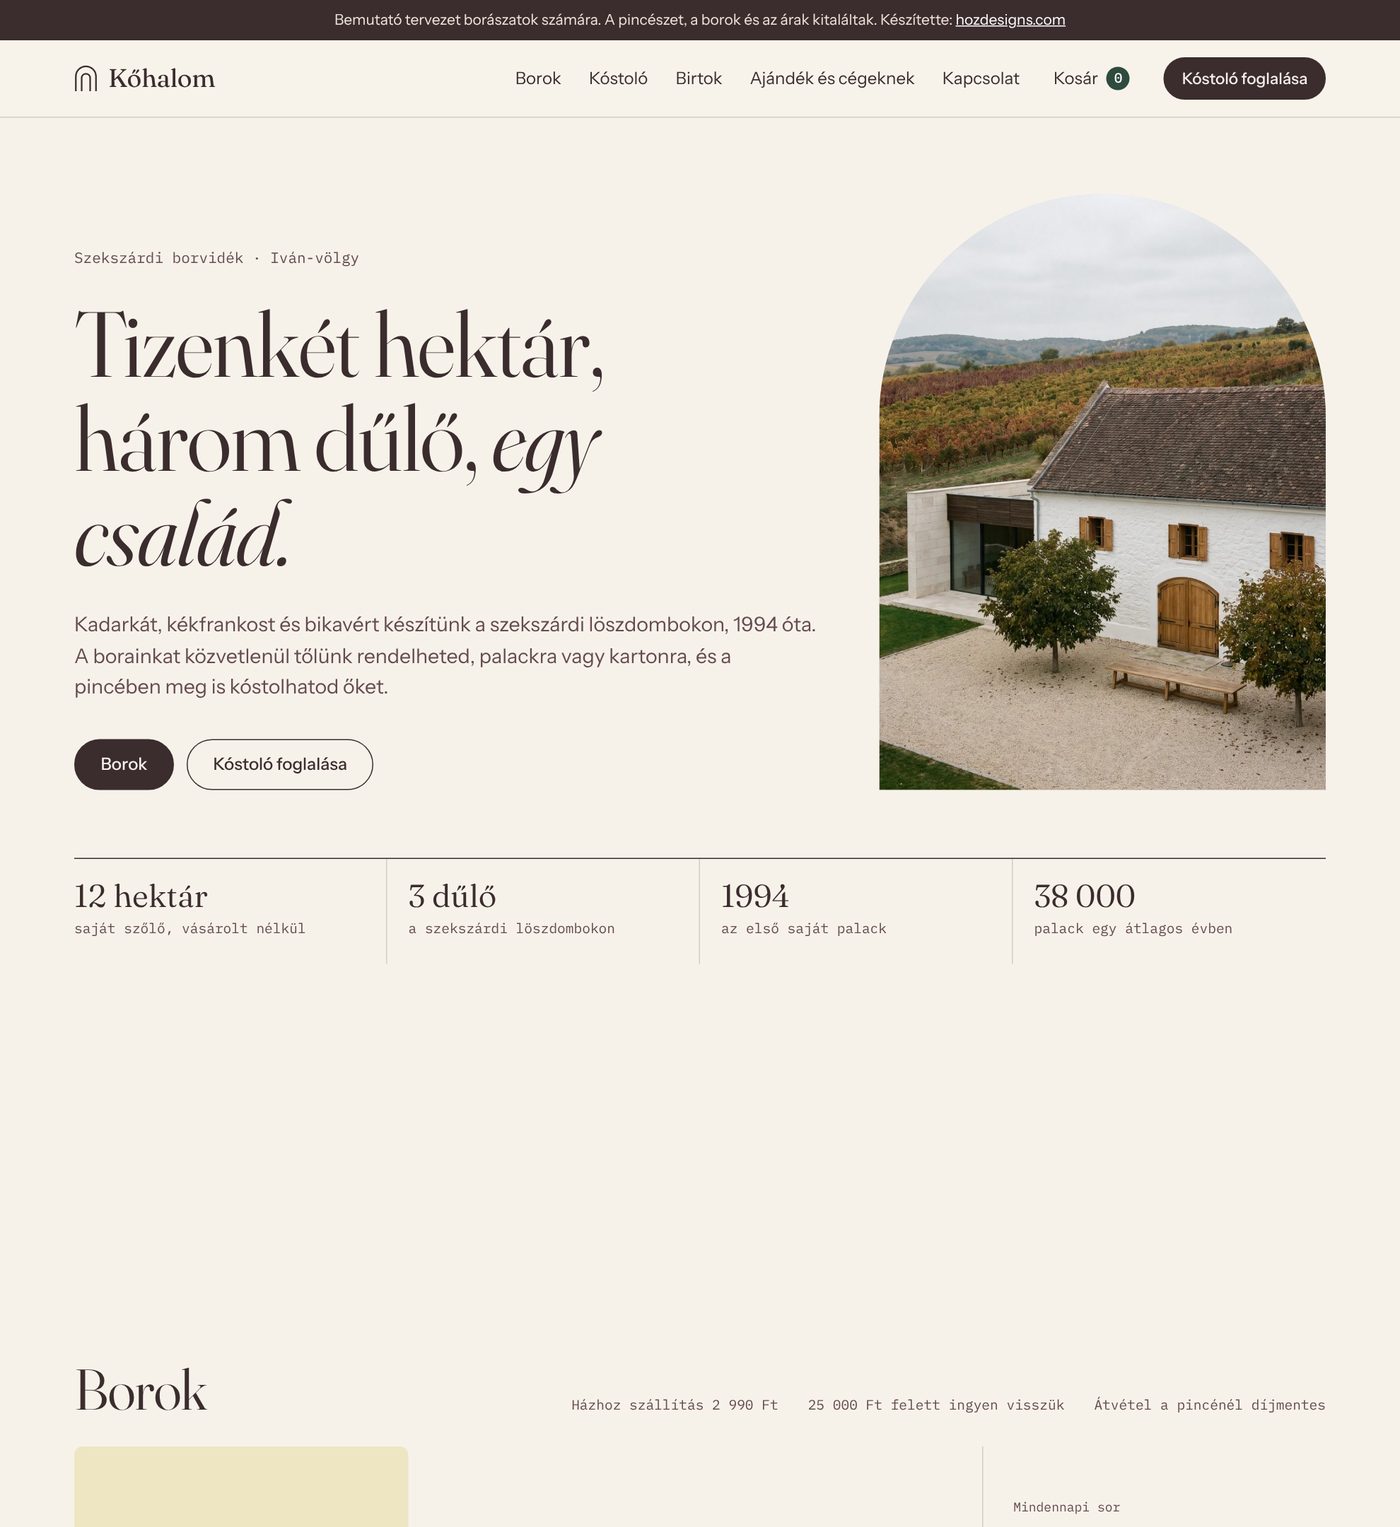 Bemutató tervezet borászatok számára. A pincészet, a borok és az árak kitaláltak. Készítette: hozdesigns.com
Kőhalom
Borok
Kóstoló
Birtok
Ajándék és cégeknek
Kapcsolat
Kosár 0
Kóstoló foglalása
Szekszárdi borvidék · Iván-völgy
Tizenkét hektár,
három dűlő, egy
család.
Kadarkát, kékfrankost és bikavért készítünk a szekszárdi löszdombokon, 1994 óta.
A borainkat közvetlenül tőlünk rendelheted, palackra vagy kartonra, és a
pincében meg is kóstolhatod őket.
Borok
Kóstoló foglalása
12 hektár
saját szőlő, vásárolt nélkül
3 dűlő
a szekszárdi löszdombokon
1994
az első saját palack
38 000
palack egy átlagos évben
Borok
Házhoz szállítás 2 990 Ft
25 000 Ft felett ingyen visszük
Átvétel a pincénél díjmentes
Mindennapi sor